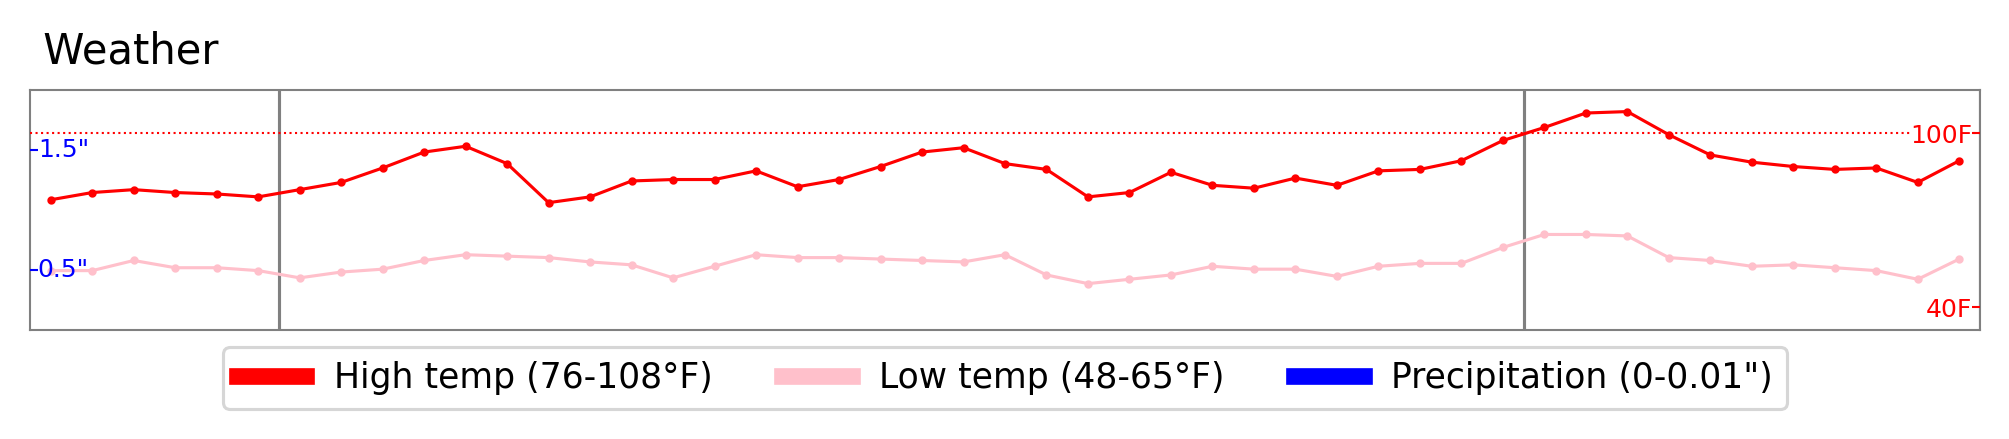 Weather
1.5"
100F
0.5"
40F
High temp (76-108°F) Low temp (48-65°F) Precipitation (0-0.01")